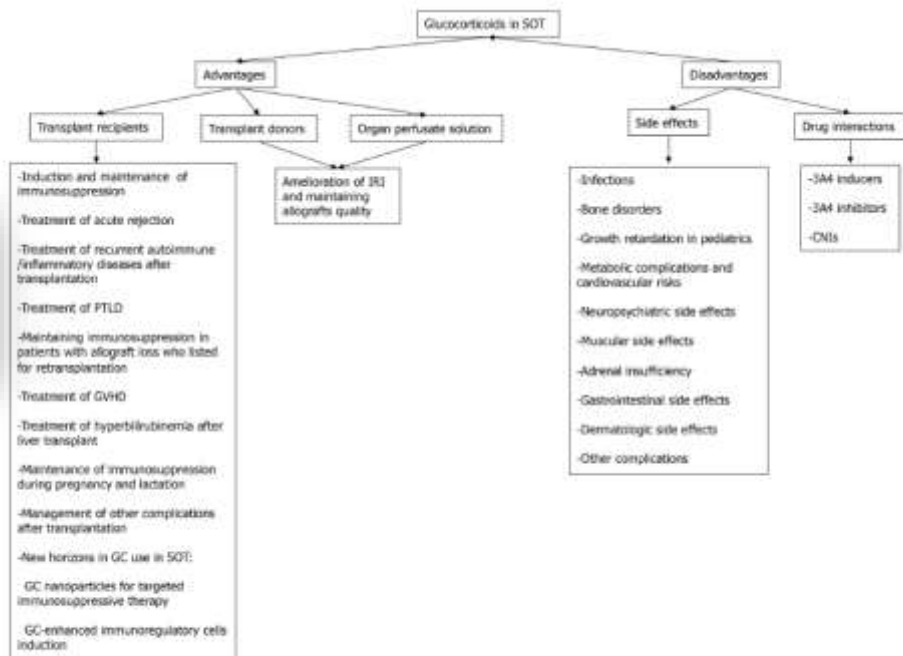 Glucocorticoids in SOT
Advantages
Disadvantages
Transplant recipients
Transplant donors
Organ perfusate solution
Side effects
Drug interactions
-Induction and maintenance of
immunosuppression
-Treatment of acute rejection
-Treatment of recurrent autoimmune
/inflammatory diseases after
transplantation
-Treatment of PTLD
-Maintaining immunosuppression in
patients with allograft loss who listed
for retransplantation
-Treatment of GVHD
-Treatment of hyperbilirubinemia after
liver transplant
-Maintenance of immunosuppression
during pregnancy and lactation
-Management of other complications
after transplantation
-New horizons in GC use in SOT:
GC nanoparticles for targeted
immunosuppressive therapy
GC-enhanced immunoregulatory cells
induction
Amelioration of IRI
and maintaining
allografts quality
-Infections
-Bone disorders
-Growth retardation in pediatrics
-Metabolic complications and
cardiovascular risks
-Neuropsychiatric side effects
-Muscular side effects
-Adrenal insufficiency
-Gastrointestinal side effects
-Dermatologic side effects
-Other complications
-3A4 inducers
-3A4 inhibitors
-CNIs